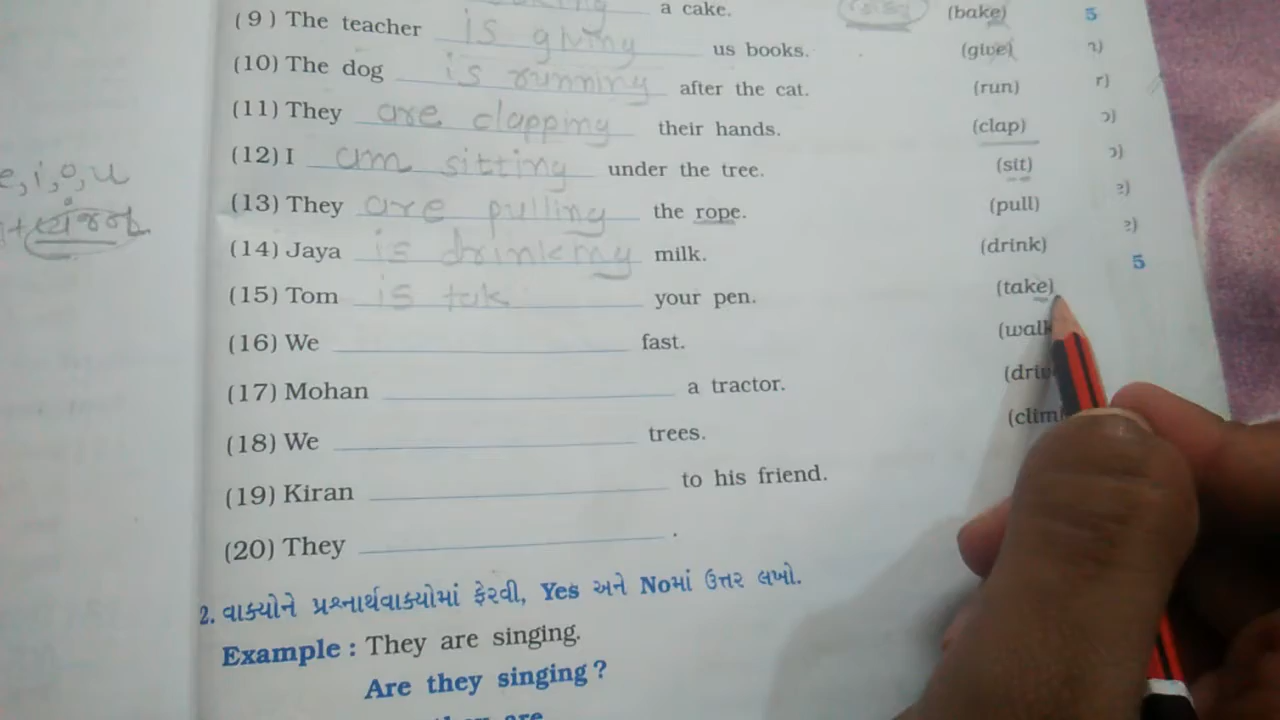 a cake. (bake) 5
(9) The teacher is giving us books. (give)
(10) The dog is running after the cat. (run)
(11) They are clapping their hands. (clap)
(12) I am sitting under the tree. (sit)
e, i, o, u
+ વ્યંજન
(13) They are pulling the rope. (pull)
(14) Jaya is drinking milk. (drink)
5
(15) Tom is tak your pen. (take)
(16) We fast. (walk
(17) Mohan a tractor.
(18) We trees.
(19) Kiran to his friend.
(20) They .
2. વાક્યોને પ્રશ્નાર્થવાક્યોમાં ફેરવી, Yes અને Noમાં ઉત્તર લખો.
Example : They are singing.
Are they singing ?
they are